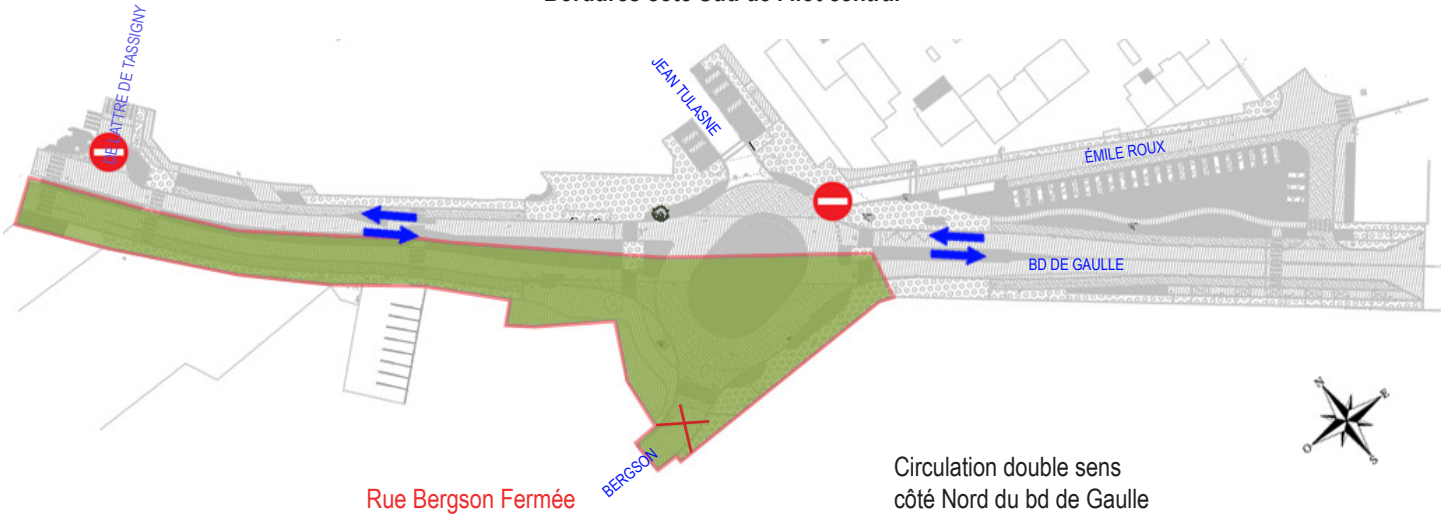 Bordures côté Sud de l'îlot central
DE LATTRE DE TASSIGNY
JEAN TULASNE
ÉMILE ROUX
BD DE GAULLE
N
E
O
S
BERGSON
Rue Bergson Fermée
Circulation double sens
côté Nord du bd de Gaulle